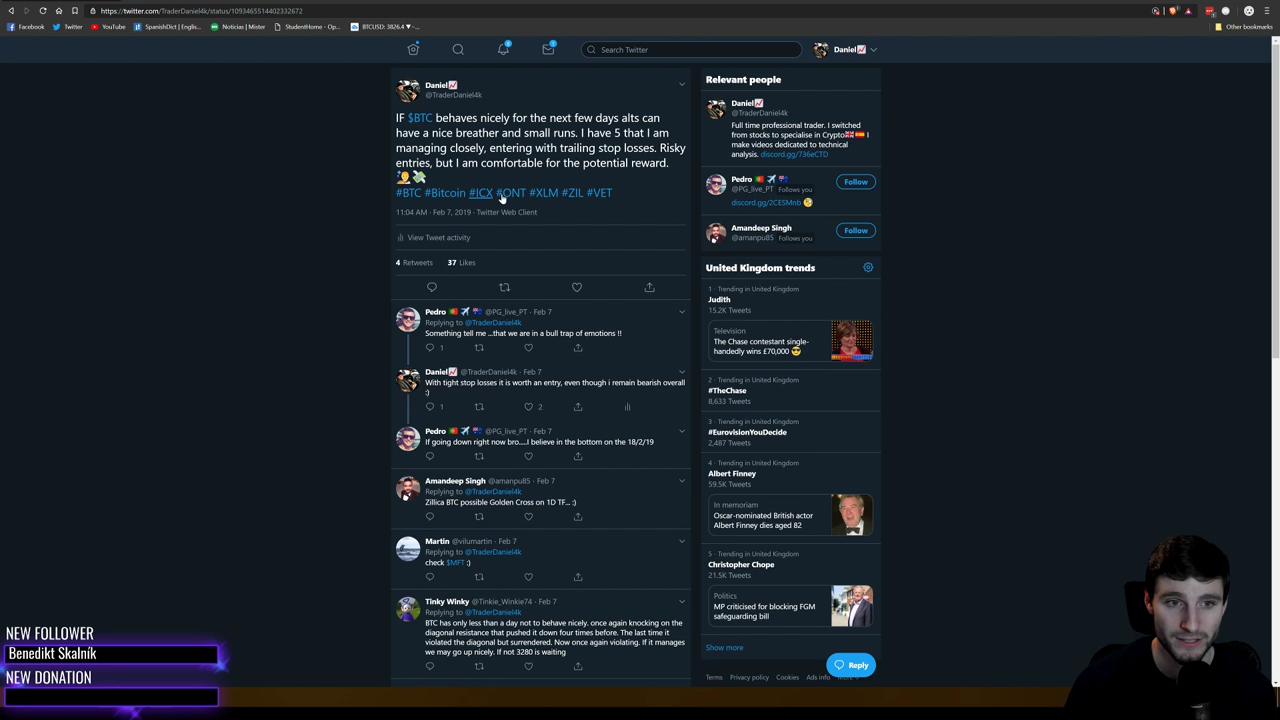 https://twitter.com/TraderDaniel4k/status/1093465514402332672
Facebook
Twitter
YouTube
SpanishDict | Englis...
Noticias | Mister
StudentHome - Op...
BTCUSD: 3826.4 ▼−...
Other bookmarks
Search Twitter
Daniel📈
Daniel📈
@TraderDaniel4k
IF $BTC behaves nicely for the next few days alts can
have a nice breather and small runs. I have 5 that I am
managing closely, entering with trailing stop losses. Risky
entries, but I am comfortable for the potential reward.
#BTC #Bitcoin #ICX #ONT #XLM #ZIL #VET
11:04 AM · Feb 7, 2019 · Twitter Web Client
View Tweet activity
4 Retweets 37 Likes
Pedro 🇵🇹 ✈️ 🇦🇺 @PG_live_PT · Feb 7
Replying to @TraderDaniel4k
Something tell me ...that we are in a bull trap of emotions !!
1
Daniel📈 @TraderDaniel4k · Feb 7
With tight stop losses it is worth an entry, even though i remain bearish overall
:)
1 2
Pedro 🇵🇹 ✈️ 🇦🇺 @PG_live_PT · Feb 7
If going down right now bro.....I believe in the bottom on the 18/2/19
Amandeep Singh @amanpu85 · Feb 7
Replying to @TraderDaniel4k
Zillica BTC possible Golden Cross on 1D TF... :)
Martin @vilumartin · Feb 7
Replying to @TraderDaniel4k
check $MFT :)
Tinky Winky @Tinkie_Winkie74 · Feb 7
Replying to @TraderDaniel4k
BTC has only less than a day not to behave nicely. once again knocking on the
diagonal resistance that pushed it down four times before. The last time it
violated the diagonal but surrendered. Now once again violating. If it manages
we may go up nicely. If not 3280 is waiting
Relevant people
Daniel📈
@TraderDaniel4k
Full time professional trader. I switched
from stocks to specialise in Crypto🇬🇧🇪🇸 I
make videos dedicated to technical
analysis. discord.gg/736eCTD
Pedro 🇵🇹 ✈️ 🇦🇺
@PG_live_PT Follows you
Follow
discord.gg/2CESMnb
Amandeep Singh
@amanpu85 Follows you
Follow
United Kingdom trends
1 · Trending in United Kingdom
Judith
15.2K Tweets
Television
The Chase contestant single-
handedly wins £70,000 😎
2 · Trending in United Kingdom
#TheChase
8,633 Tweets
3 · Trending in United Kingdom
#EurovisionYouDecide
2,487 Tweets
4 · Trending in United Kingdom
Albert Finney
59.5K Tweets
In memoriam
Oscar-nominated British actor
Albert Finney dies aged 82
5 · Trending in United Kingdom
Christopher Chope
21.5K Tweets
Politics
MP criticised for blocking FGM
safeguarding bill
Show more
Reply
Terms Privacy policy Cookies Ads info
NEW FOLLOWER
Benedikt Skalník
NEW DONATION